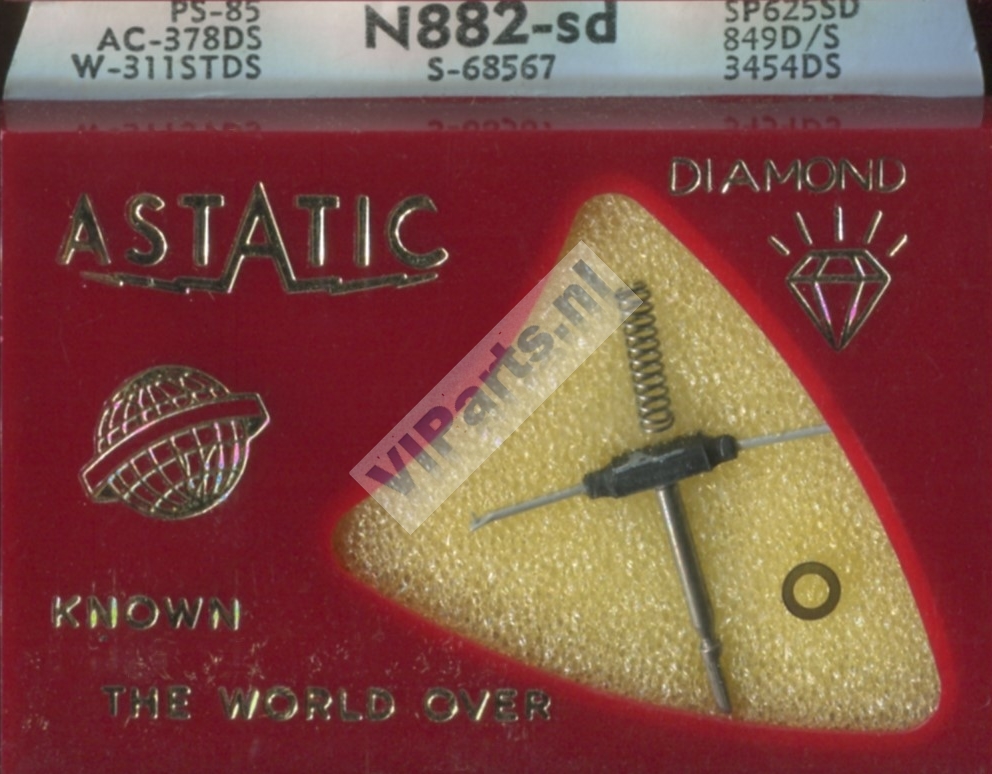 PS-85
AC-378DS
W-311STDS
N882-sd
S-68567
SP625SD
849D/S
3454DS
ASTATIC
DIAMOND
VIParts.nl
KNOWN
THE WORLD OVER